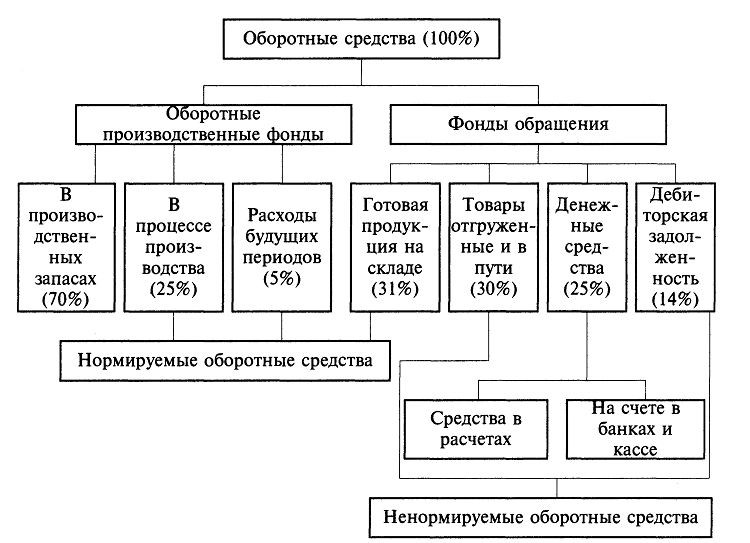 Оборотные средства (100%)
Оборотные
производственные фонды
Фонды обращения
В
произво-
дствен-
ных
запасах
(70%)
В
процессе
произ-
водства
(25%)
Расходы
будущих
периодов
(5%)
Готовая
продук-
ция на
складе
(31%)
Товары
отгружен-
ные и в
пути
(30%)
Денеж-
ные
сред-
ства
(25%)
Деби-
торская
задол-
жен-
ность
(14%)
Нормируемые оборотные средства
Средства в
расчетах
На счете в
банках и
кассе
Ненормируемые оборотные средства